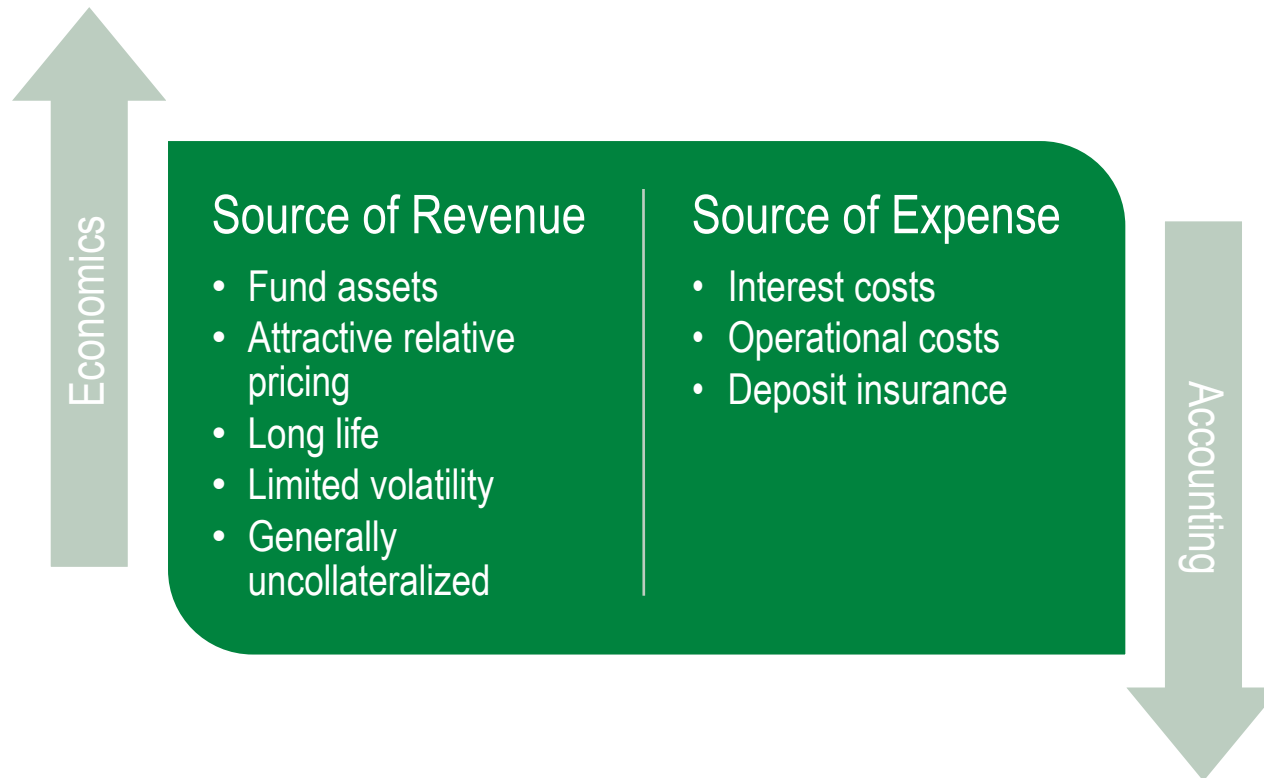 Economics
Source of Revenue
• Fund assets
• Attractive relative
pricing
• Long life
• Limited volatility
• Generally
uncollateralized
Source of Expense
• Interest costs
• Operational costs
• Deposit insurance
Accounting